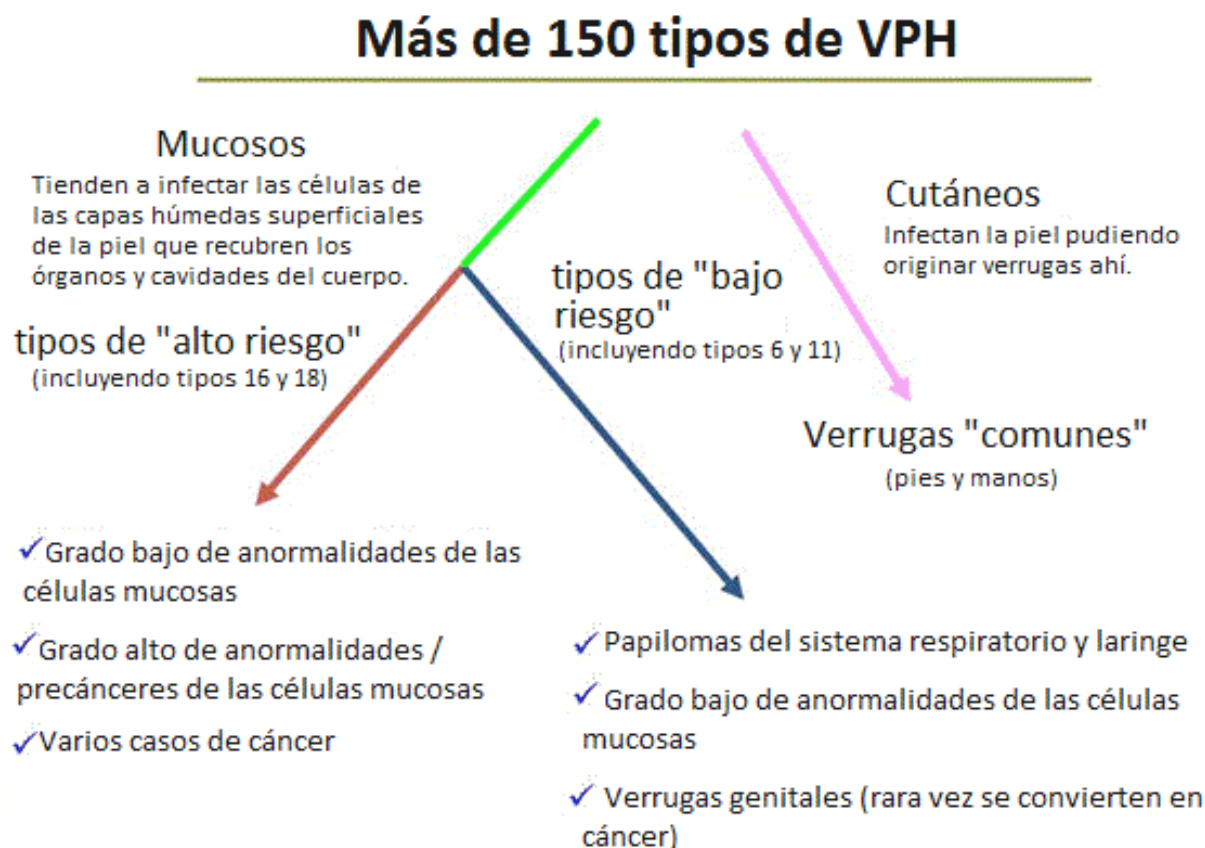 Más de 150 tipos de VPH
Mucosos
Tienden a infectar las células de
las capas húmedas superficiales
de la piel que recubren los
órganos y cavidades del cuerpo.
tipos de "alto riesgo"
(incluyendo tipos 16 y 18)
✓Grado bajo de anormalidades de las
células mucosas
✓Grado alto de anormalidades /
precánceres de las células mucosas
✓Varios casos de cáncer
tipos de "bajo
riesgo"
(incluyendo tipos 6 y 11)
✓Papilomas del sistema respiratorio y laringe
✓Grado bajo de anormalidades de las células
mucosas
✓Verrugas genitales (rara vez se convierten en
cáncer)
Cutáneos
Infectan la piel pudiendo
originar verrugas ahí.
Verrugas "comunes"
(pies y manos)